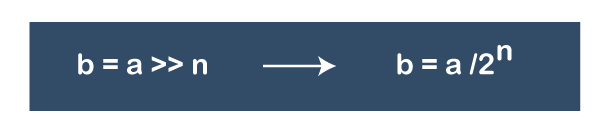 b = a >> n ⟶ b = a /2ⁿ